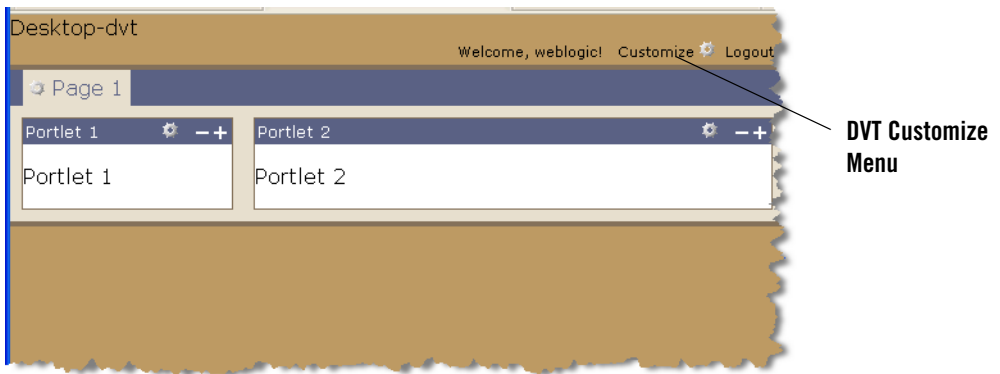 Desktop-dvt
Welcome, weblogic! Customize Logout
Page 1
Portlet 1
Portlet 2
Portlet 1
Portlet 2
DVT Customize
Menu